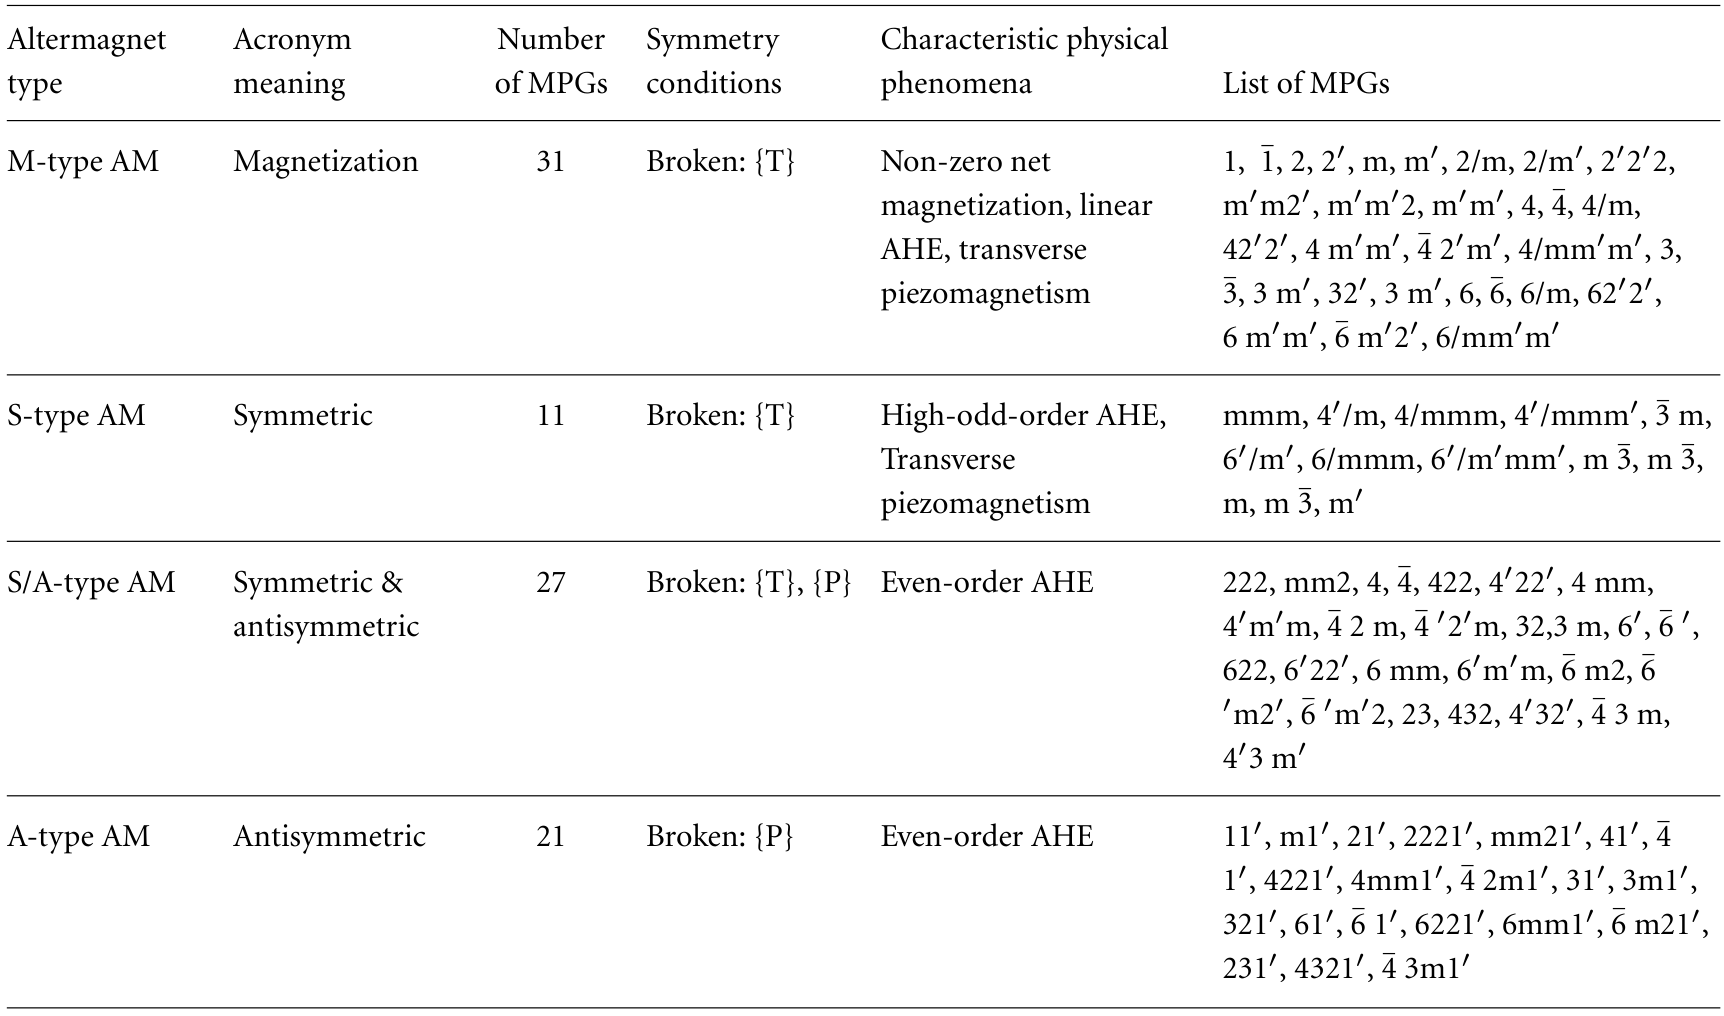 Altermagnet type Acronym meaning Number of MPGs Symmetry conditions Characteristic physical phenomena List of MPGs
M-type AM Magnetization 31 Broken: {T} Non-zero net 1, 1̅, 2, 2′, m, m′, 2/m, 2/m′, 2′2′2,
magnetization, linear m′m2′, m′m′2, m′m′, 4, 4̅, 4/m,
AHE, transverse 42′2′, 4 m′m′, 4̅ 2′m′, 4/mm′m′, 3,
piezomagnetism 3̅, 3 m′, 32′, 3 m′, 6, 6̅, 6/m, 62′2′,
6 m′m′, 6̅ m′2′, 6/mm′m′
S-type AM Symmetric 11 Broken: {T} High-odd-order AHE, mmm, 4′/m, 4/mmm, 4′/mmm′, 3̅ m,
Transverse 6′/m′, 6/mmm, 6′/m′mm′, m 3̅, m 3̅,
piezomagnetism m, m 3̅, m′
S/A-type AM Symmetric & 27 Broken: {T}, {P} Even-order AHE 222, mm2, 4, 4̅, 422, 4′22′, 4 mm,
antisymmetric 4′m′m, 4̅ 2 m, 4̅ ′2′m, 32,3 m, 6′, 6̅ ′,
622, 6′22′, 6 mm, 6′m′m, 6̅ m2, 6̅
′m2′, 6̅ ′m′2, 23, 432, 4′32′, 4̅ 3 m,
4′3 m′
A-type AM Antisymmetric 21 Broken: {P} Even-order AHE 11′, m1′, 21′, 2221′, mm21′, 41′, 4̅
1′, 4221′, 4mm1′, 4̅ 2m1′, 31′, 3m1′,
321′, 61′, 6̅ 1′, 6221′, 6mm1′, 6̅ m21′,
231′, 4321′, 4̅ 3m1′